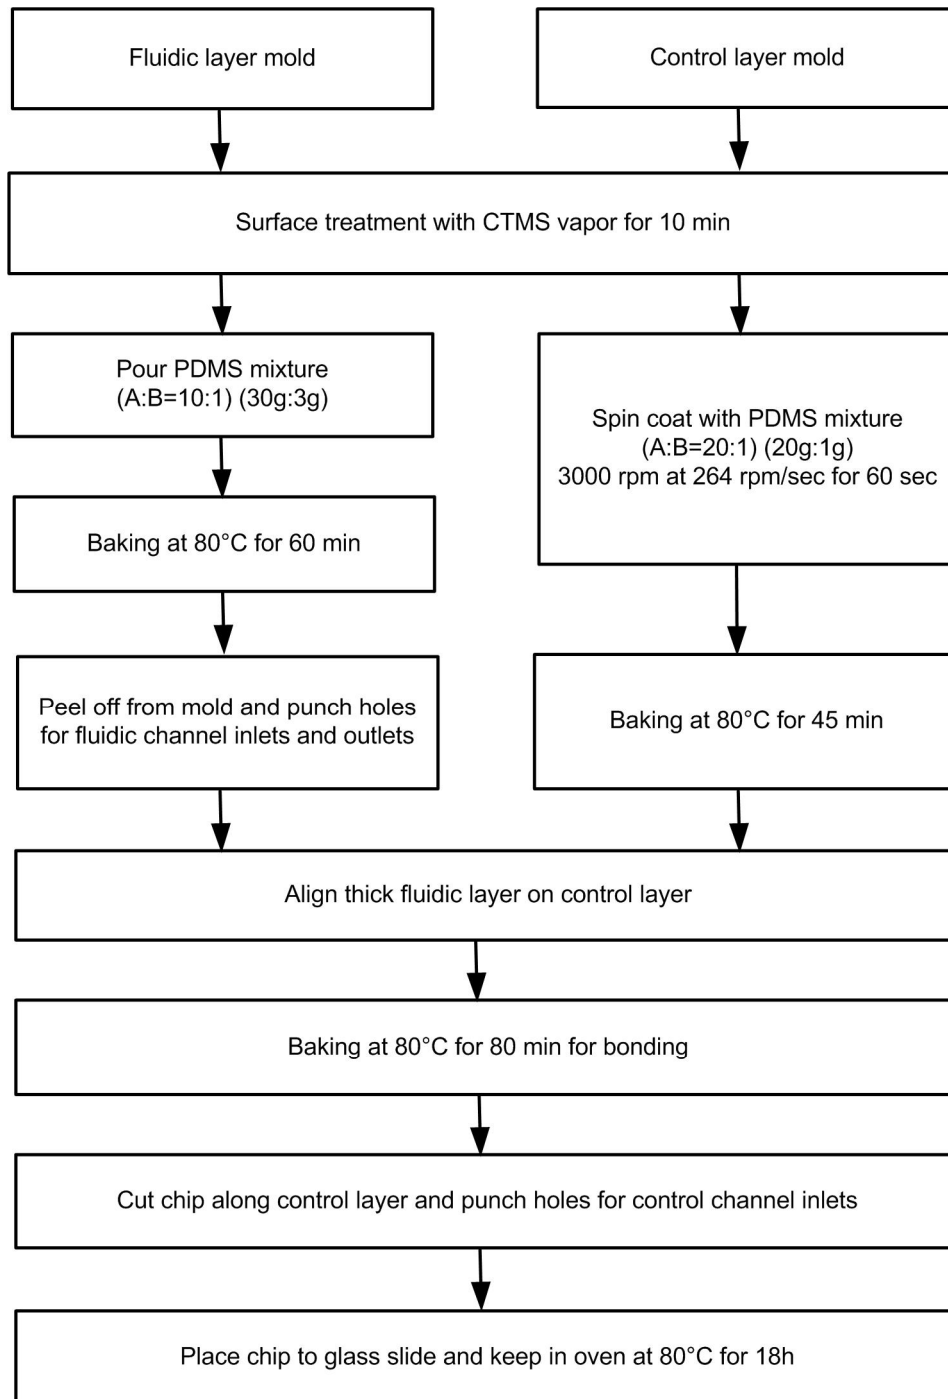 Fluidic layer mold
Control layer mold
Surface treatment with CTMS vapor for 10 min
Pour PDMS mixture
(A:B=10:1) (30g:3g)
Spin coat with PDMS mixture
(A:B=20:1) (20g:1g)
3000 rpm at 264 rpm/sec for 60 sec
Baking at 80°C for 60 min
Peel off from mold and punch holes
for fluidic channel inlets and outlets
Baking at 80°C for 45 min
Align thick fluidic layer on control layer
Baking at 80°C for 80 min for bonding
Cut chip along control layer and punch holes for control channel inlets
Place chip to glass slide and keep in oven at 80°C for 18h